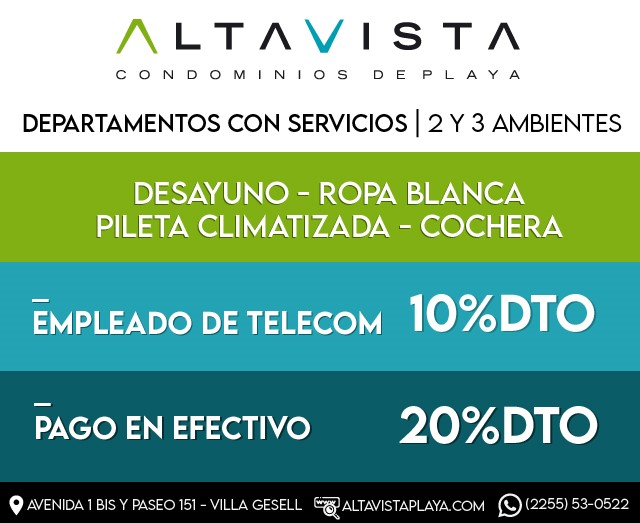 ALTAVISTA
CONDOMINIOS DE PLAYA
DEPARTAMENTOS CON SERVICIOS | 2 Y 3 AMBIENTES
DESAYUNO - ROPA BLANCA
PILETA CLIMATIZADA - COCHERA
EMPLEADO DE TELECOM 10%DTO
PAGO EN EFECTIVO 20%DTO
AVENIDA 1 BIS Y PASEO 151 - VILLA GESELL www ALTAVISTAPLAYA.COM (2255) 53-0522